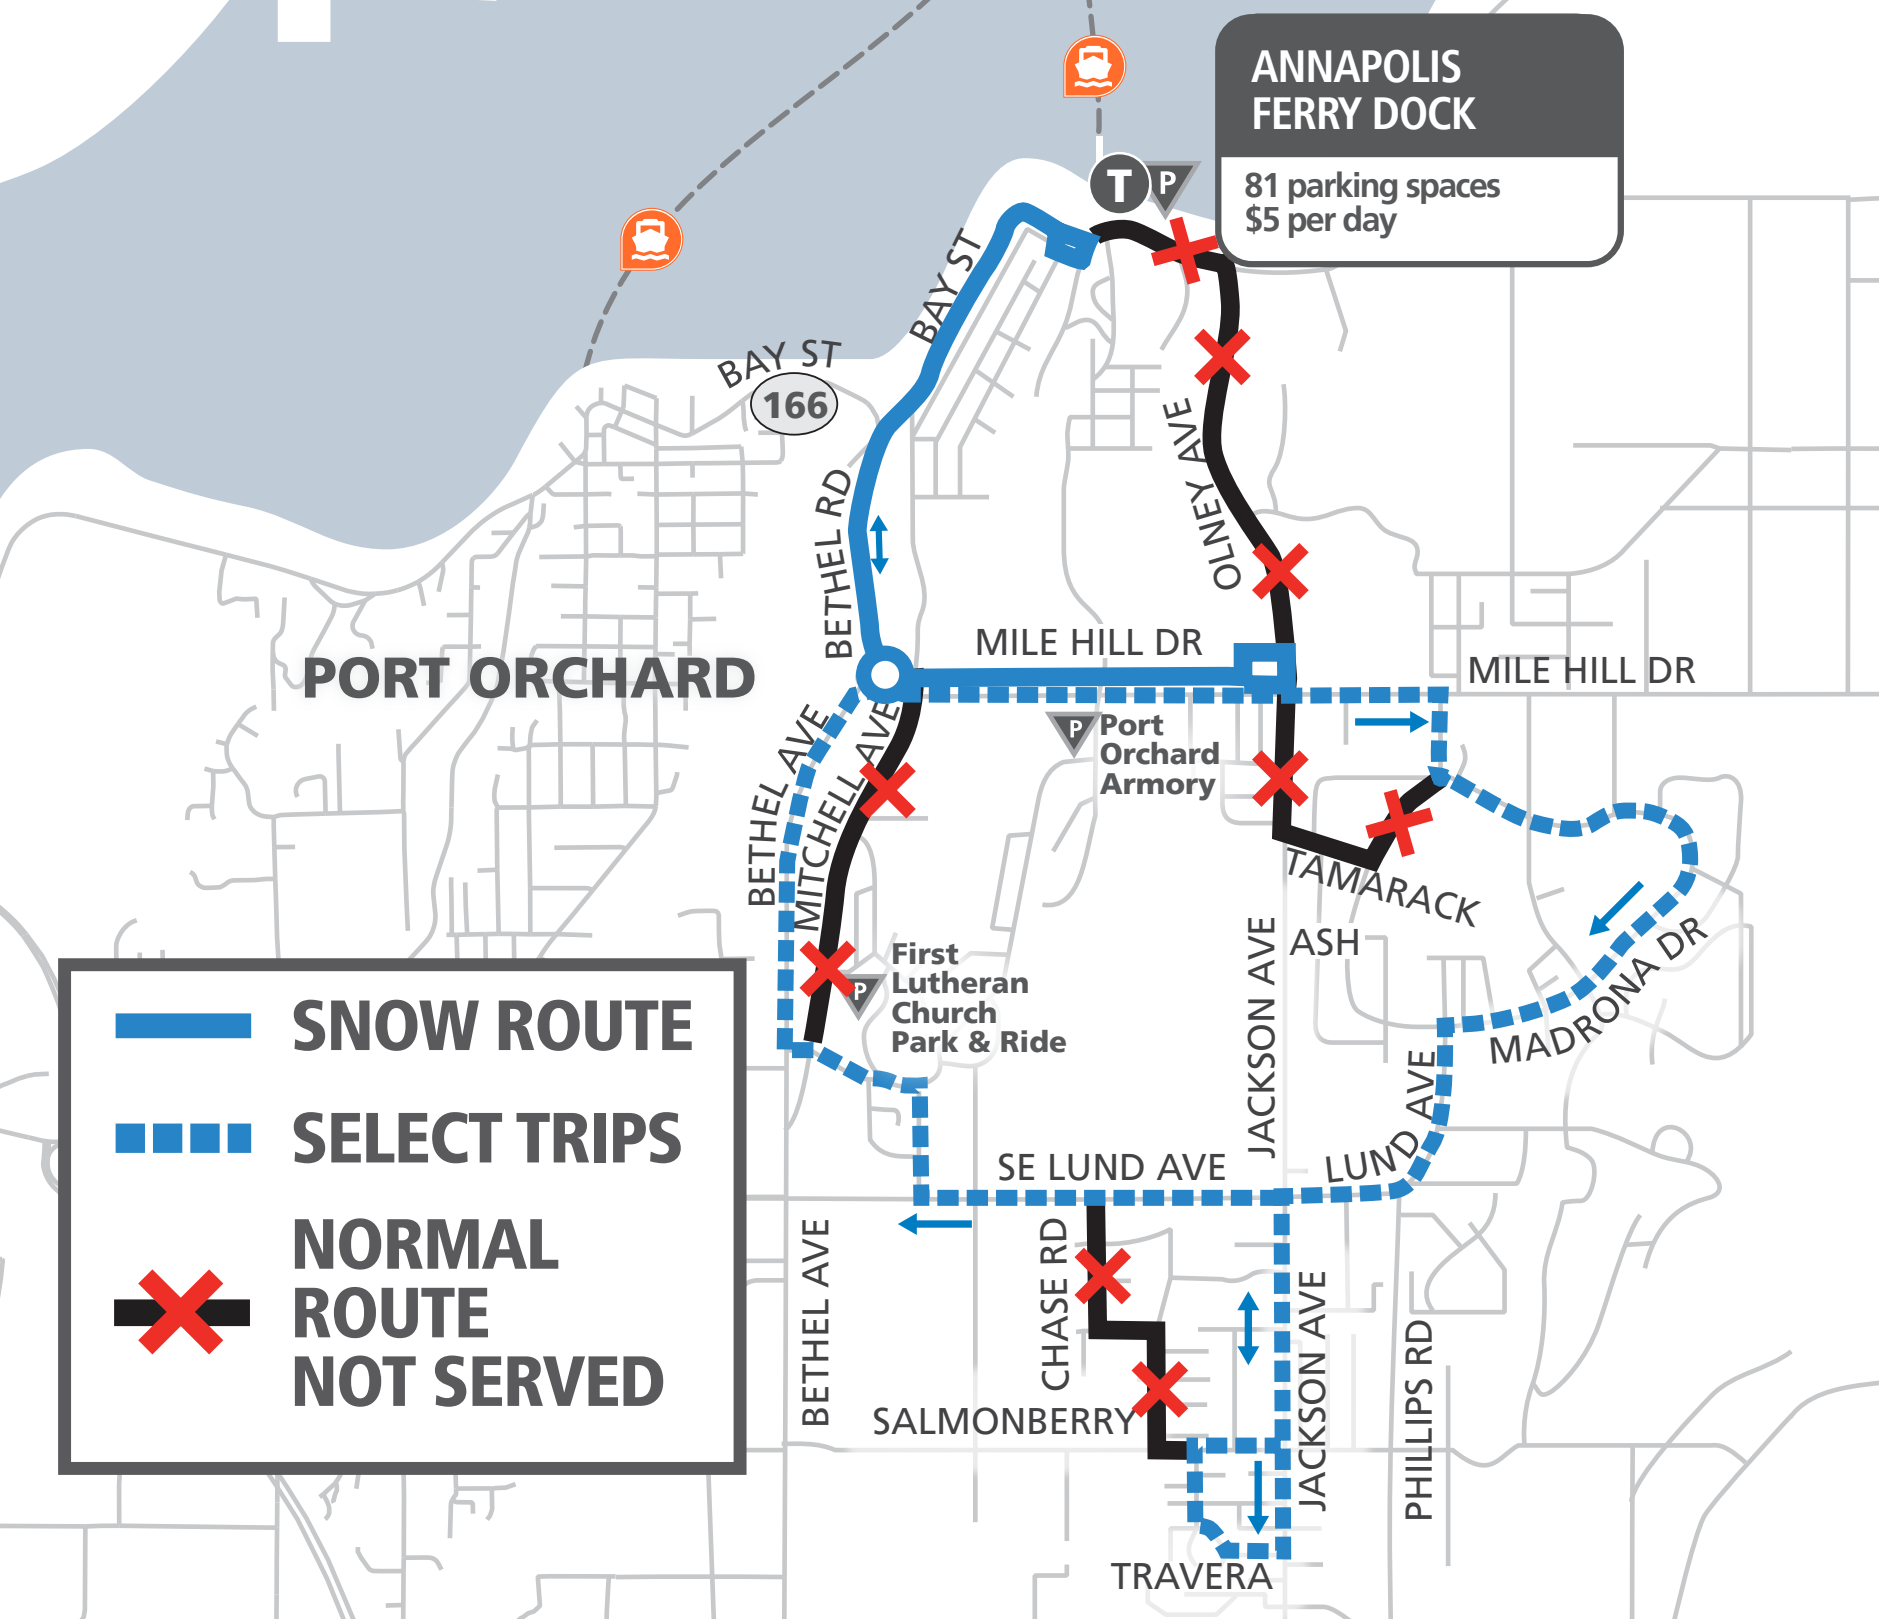 ANNAPOLIS
FERRY DOCK
81 parking spaces
$5 per day
T
P
BAY ST
BAY ST
166
OLNEY AVE
BETHEL RD
MILE HILL DR
MILE HILL DR
PORT ORCHARD
P
Port
Orchard
Armory
BETHEL AVE
MITCHELL AVE
TAMARACK
ASH
MADRONA DR
JACKSON AVE
P
First
Lutheran
Church
Park & Ride
LUND AVE
SE LUND AVE
BETHEL AVE
CHASE RD
JACKSON AVE
PHILLIPS RD
SALMONBERRY
TRAVERA
SNOW ROUTE
SELECT TRIPS
NORMAL
ROUTE
NOT SERVED